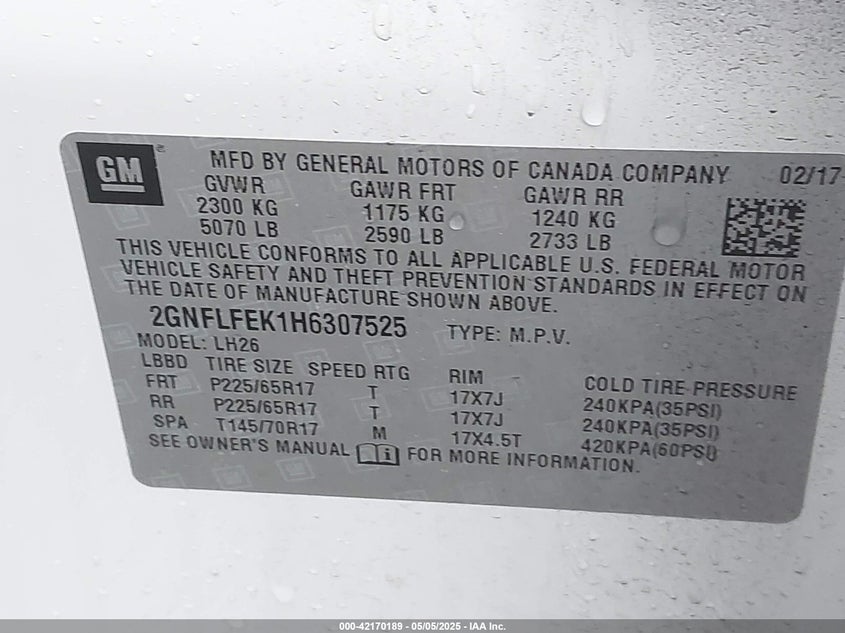 GM
MFD BY GENERAL MOTORS OF CANADA COMPANY 02/17
GVWR GAWR FRT GAWR RR
2300 KG 1175 KG 1240 KG
5070 LB 2590 LB 2733 LB
THIS VEHICLE CONFORMS TO ALL APPLICABLE U.S. FEDERAL MOTOR
VEHICLE SAFETY AND THEFT PREVENTION STANDARDS IN EFFECT ON
THE DATE OF MANUFACTURE SHOWN ABOVE.
2GNFLFEK1H6307525 TYPE: M.P.V.
MODEL: LH26
LBBD TIRE SIZE SPEED RTG RIM COLD TIRE PRESSURE
FRT P225/65R17 T 17X7J 240KPA(35PSI)
RR P225/65R17 T 17X7J 240KPA(35PSI)
SPA T145/70R17 M 17X4.5T 420KPA(60PSI)
SEE OWNER'S MANUAL FOR MORE INFORMATION.
000-42170189 - 05/05/2025 - IAA Inc.